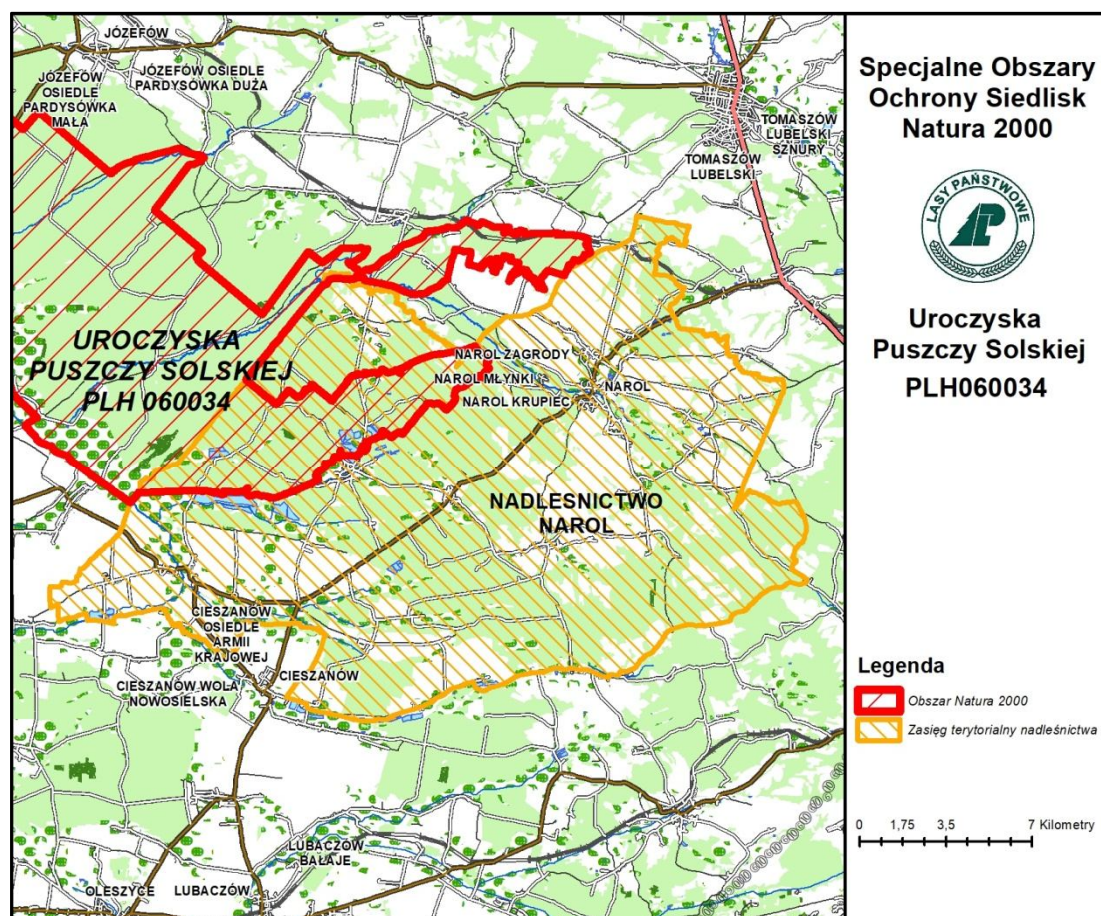 JÓZEFÓW
JÓZEFÓW
OSIEDLE
PARDYSÓWKA
MAŁA
JÓZEFÓW OSIEDLE
PARDYSÓWKA DUŻA
TOMASZÓW
LUBELSKI
SZNURY
TOMASZÓW
LUBELSKI
UROCZYSKA
PUSZCZY SOLSKIEJ
PLH 060034
NAROL ZAGRODY
NAROL MŁYNKI
NAROL
NAROL KRUPIEC
NADLESNICTWO
NAROL
CIESZANÓW
OSIEDLE
ARMII
KRAJOWEJ
CIESZANÓW
CIESZANÓW WOLA
NOWOSIELSKA
LUBACZÓW
BAŁAJE
OLESZYCE
LUBACZÓW
Specjalne Obszary
Ochrony Siedlisk
Natura 2000
LASY PAŃSTWOWE
Uroczyska
Puszczy Solskiej
PLH060034
Legenda
Obszar Natura 2000
Zasięg terytorialny nadleśnictwa
0 1,75 3,5 7 Kilometry